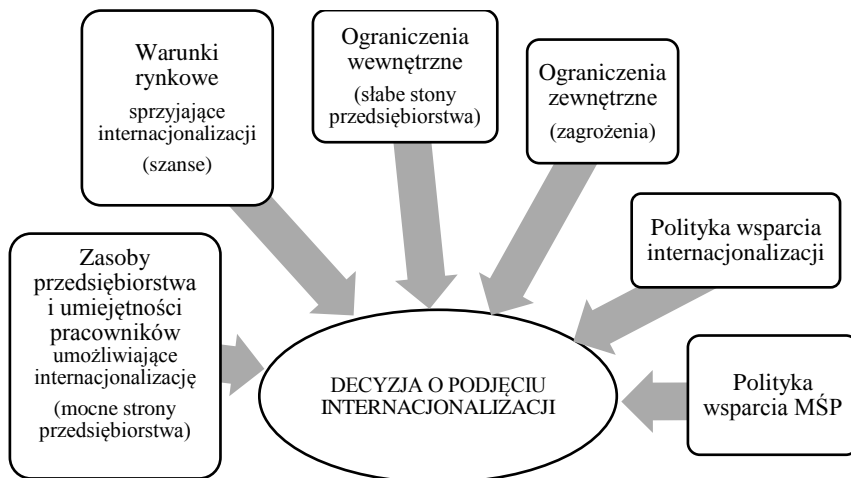 Warunki
rynkowe
sprzyjające
internacjonalizacji
(szanse)
Ograniczenia
wewnętrzne
(słabe stony
przedsiębiorstwa)
Ograniczenia
zewnętrzne
(zagrożenia)
Polityka wsparcia
internacjonalizacji
Zasoby
przedsiębiorstwa
i umiejętności
pracowników
umożliwiające
internacjonalizację
(mocne strony
przedsiębiorstwa)
DECYZJA O PODJĘCIU
INTERNACJONALIZACJI
Polityka
wsparcia MŚP